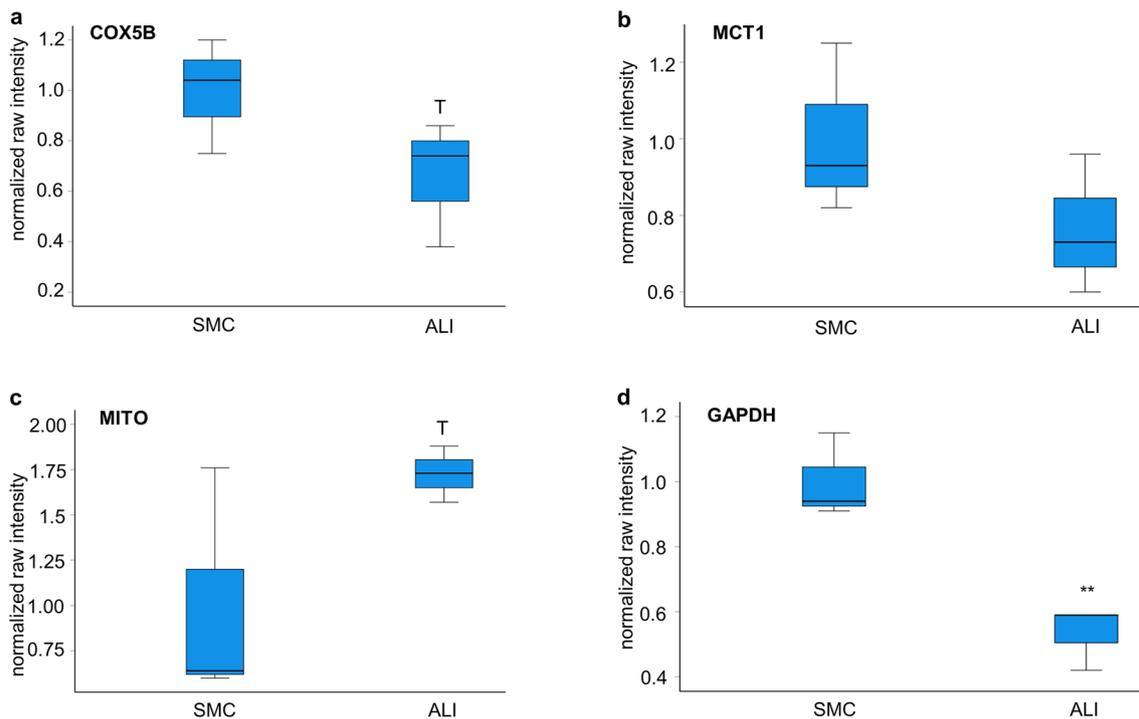 a
COX5B
normalized raw intensity
1.2
1.0
0.8
0.6
0.4
0.2
T
SMC
ALI
b
MCT1
normalized raw intensity
1.2
1.0
0.8
0.6
SMC
ALI
c
MITO
normalized raw intensity
2.00
1.75
1.5
1.25
1.00
0.75
T
SMC
ALI
d
GAPDH
normalized raw intensity
1.2
1.0
0.8
0.6
0.4
**
SMC
ALI